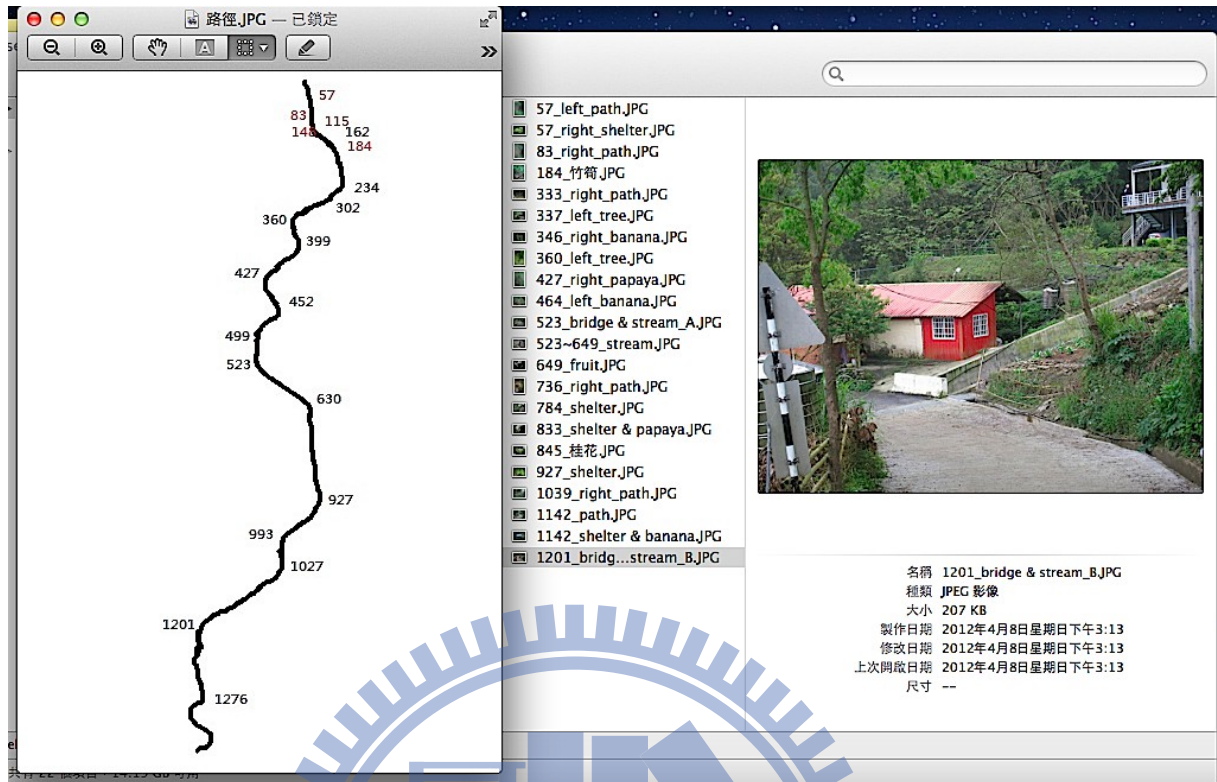 路徑.JPG — 已鎖定
57
83
115
148
162
184
234
302
360
399
427
452
499
523
630
927
993
1027
1201
1276
57_left_path.JPG
57_right_shelter.JPG
83_right_path.JPG
184_竹筍.JPG
333_right_path.JPG
337_left_tree.JPG
346_right_banana.JPG
360_left_tree.JPG
427_right_papaya.JPG
464_left_banana.JPG
523_bridge & stream_A.JPG
523~649_stream.JPG
649_fruit.JPG
736_right_path.JPG
784_shelter.JPG
833_shelter & papaya.JPG
845_桂花.JPG
927_shelter.JPG
1039_right_path.JPG
1142_path.JPG
1142_shelter & banana.JPG
1201_bridg...stream_B.JPG
名稱 1201_bridge & stream_B.JPG
種類 JPEG 影像
大小 207 KB
製作日期 2012年4月8日星期日下午3:13
修改日期 2012年4月8日星期日下午3:13
上次開啟日期 2012年4月8日星期日下午3:13
尺寸 --